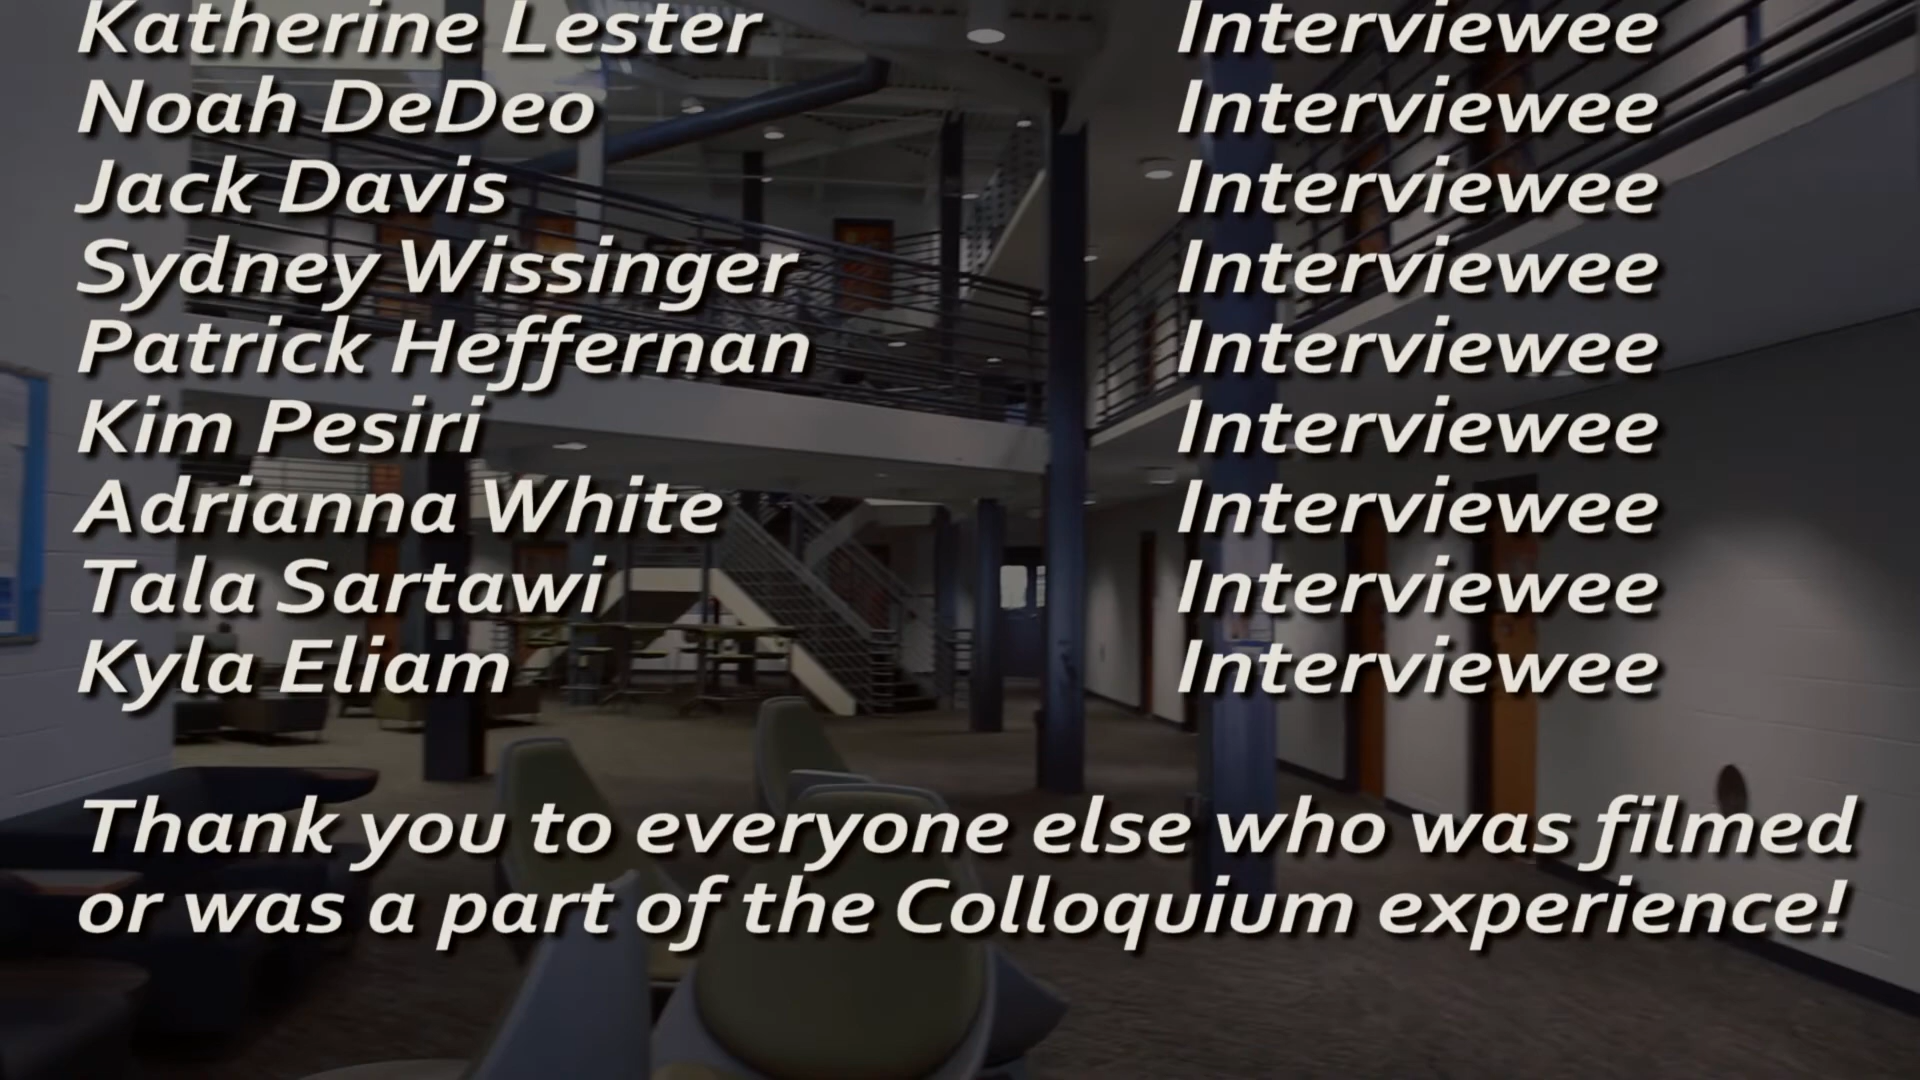 Katherine Lester Interviewee
Noah DeDeo Interviewee
Jack Davis Interviewee
Sydney Wissinger Interviewee
Patrick Heffernan Interviewee
Kim Pesiri Interviewee
Adrianna White Interviewee
Tala Sartawi Interviewee
Kyla Eliam Interviewee
Thank you to everyone else who was filmed
or was a part of the Colloquium experience!